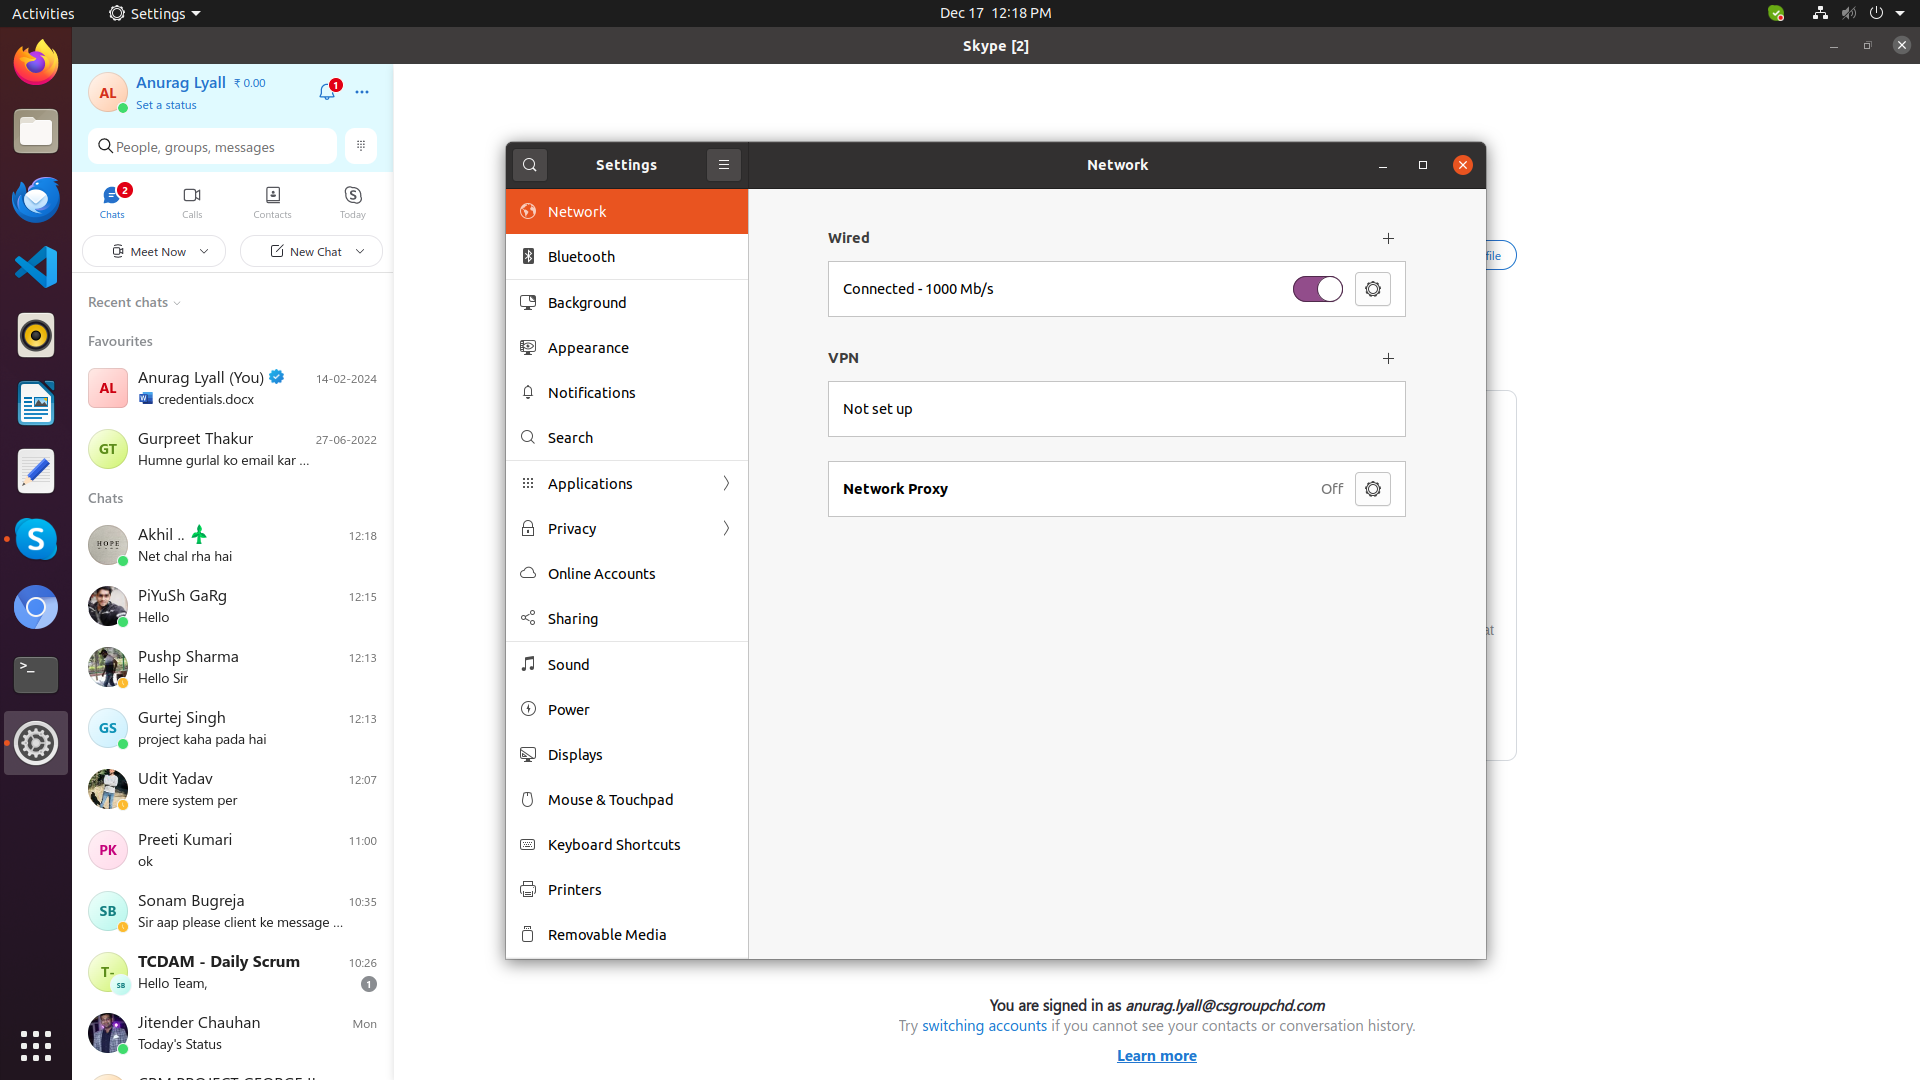 Activities
Settings
Dec 17 12:18 PM
Skype [2]
AL
Anurag Lyall
₹ 0.00
Set a status
1
People, groups, messages
2
Chats
Calls
Contacts
Today
Meet Now
New Chat
Recent chats
Favourites
AL
Anurag Lyall (You)
14-02-2024
credentials.docx
GT
Gurpreet Thakur
27-06-2022
Humne gurlal ko email kar ...
Chats
HOPE
Akhil ..
12:18
Net chal rha hai
PiYuSh GaRg
12:15
Hello
Pushp Sharma
12:13
Hello Sir
GS
Gurtej Singh
12:13
project kaha pada hai
Udit Yadav
12:07
mere system per
PK
Preeti Kumari
11:00
ok
SB
Sonam Bugreja
10:35
Sir aap please client ke message ...
T-
SB
TCDAM - Daily Scrum
10:26
Hello Team,
1
Jitender Chauhan
Mon
Today's Status
Settings
Network
Network
Bluetooth
Background
Appearance
Notifications
Search
Applications
Privacy
Online Accounts
Sharing
Sound
Power
Displays
Mouse & Touchpad
Keyboard Shortcuts
Printers
Removable Media
Wired
Connected - 1000 Mb/s
VPN
Not set up
Network Proxy
Off
file
at
You are signed in as anurag.lyall@csgroupchd.com
Try switching accounts if you cannot see your contacts or conversation history.
Learn more